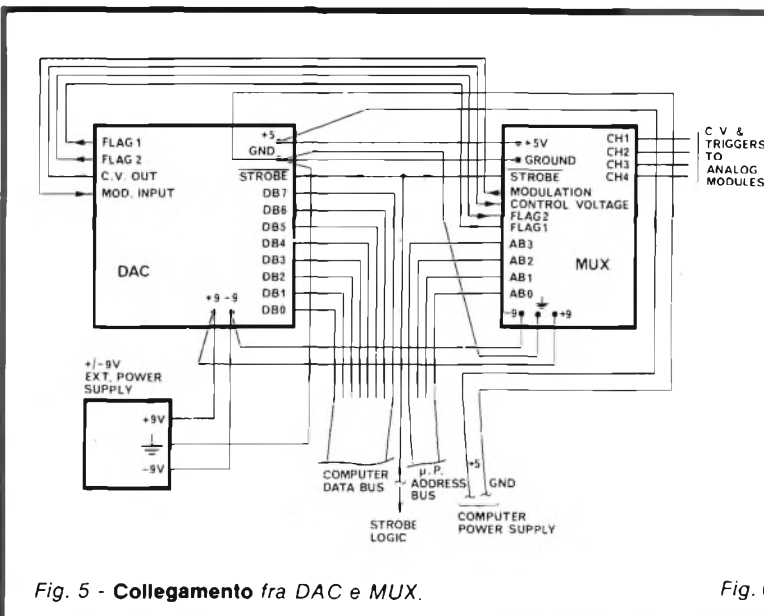 FLAG 1
FLAG 2
C.V. OUT
MOD. INPUT
+5
GND
STROBE
DB7
DB6
DB5
DB4
DB3
DB2
DB1
DB0
DAC
+9 -9
+5V
GROUND
STROBE
MODULATION
CONTROL VOLTAGE
FLAG2
FLAG1
AB3
AB2
AB1
AB0
MUX
-9
+9
CH1
CH2
CH3
CH4
C V &
TRIGGERS
TO
ANALOG
MODULES
+/-9V
EXT. POWER
SUPPLY
+9V
-9V
COMPUTER
DATA BUS
STROBE
LOGIC
μ.P.
ADDRESS
BUS
+5
GND
COMPUTER
POWER SUPPLY
Fig. 5 - Collegamento fra DAC e MUX.
Fig.